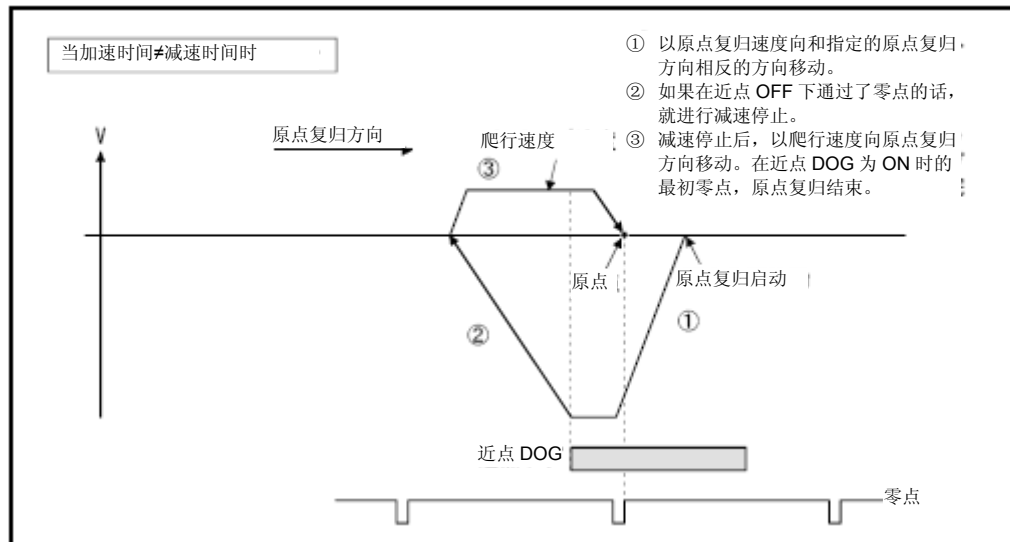 当加速时间≠减速时间时
① 以原点复归速度向和指定的原点复归
方向相反的方向移动。
② 如果在近点 OFF 下通过了零点的话，
就进行减速停止。
③ 减速停止后，以爬行速度向原点复归
方向移动。在近点 DOG 为 ON 时的
最初零点，原点复归结束。
V
原点复归方向
爬行速度
③
原点
原点复归启动
②
①
近点 DOG
零点